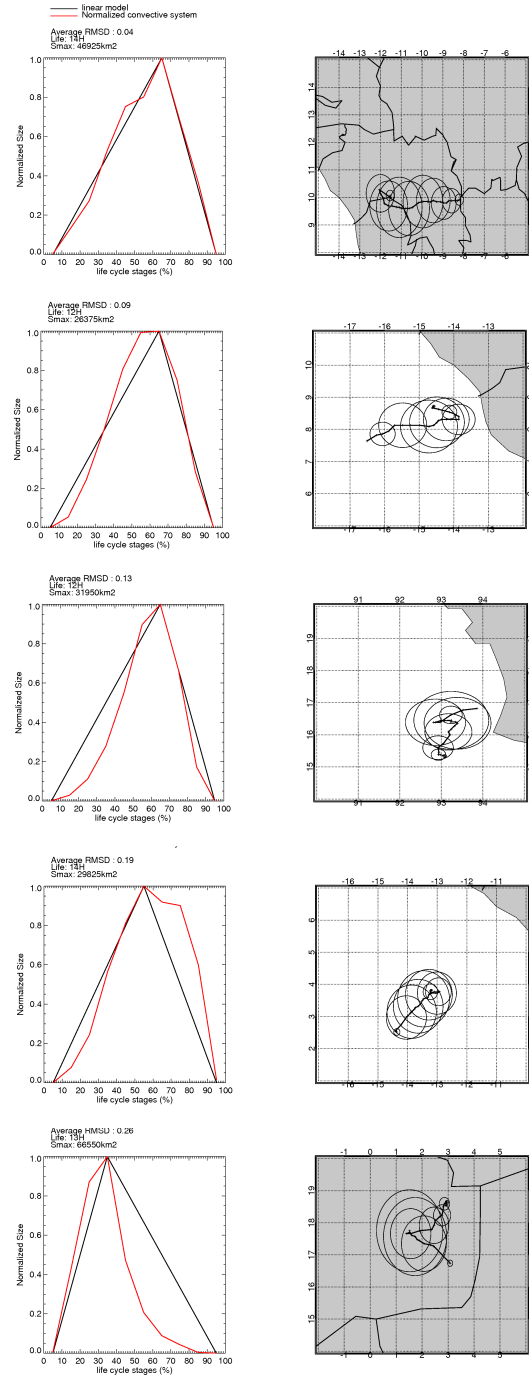 linear model
Normalized convective system
Average RMSD : 0.04
Life: 14H
Smax: 46925km2
1.0
0.8
0.6
0.4
0.2
0.0
0 10 20 30 40 50 60 70 80 90 100
Normalized Size
life cycle stages (%)
-14 -13 -12 -11 -10 -9 -8 -7 -6
14
13
12
11
10
9
-14 -13 -12 -11 -10 -9 -8 -7 -6
Average RMSD : 0.09
Life: 12H
Smax: 26375km2
1.0
0.8
0.6
0.4
0.2
0.0
0 10 20 30 40 50 60 70 80 90 100
Normalized Size
life cycle stages (%)
-17 -16 -15 -14 -13
10
9
8
7
6
-17 -16 -15 -14 -13
Average RMSD : 0.13
Life: 12H
Smax: 31950km2
1.0
0.8
0.6
0.4
0.2
0.0
0 10 20 30 40 50 60 70 80 90 100
Normalized Size
life cycle stages (%)
91 92 93 94
19
18
17
16
15
91 92 93 94
Average RMSD : 0.19
Life: 14H
Smax: 29825km2
1.0
0.8
0.6
0.4
0.2
0.0
0 10 20 30 40 50 60 70 80 90 100
Normalized Size
life cycle stages (%)
-16 -15 -14 -13 -12 -11
6
5
4
3
2
-16 -15 -14 -13 -12 -11 -10
Average RMSD : 0.26
Life: 13H
Smax: 66550km2
1.0
0.8
0.6
0.4
0.2
0.0
0 10 20 30 40 50 60 70 80 90 100
Normalized Size
life cycle stages (%)
-1 0 1 2 3 4 5
19
18
17
16
15
-1 0 1 2 3 4 5